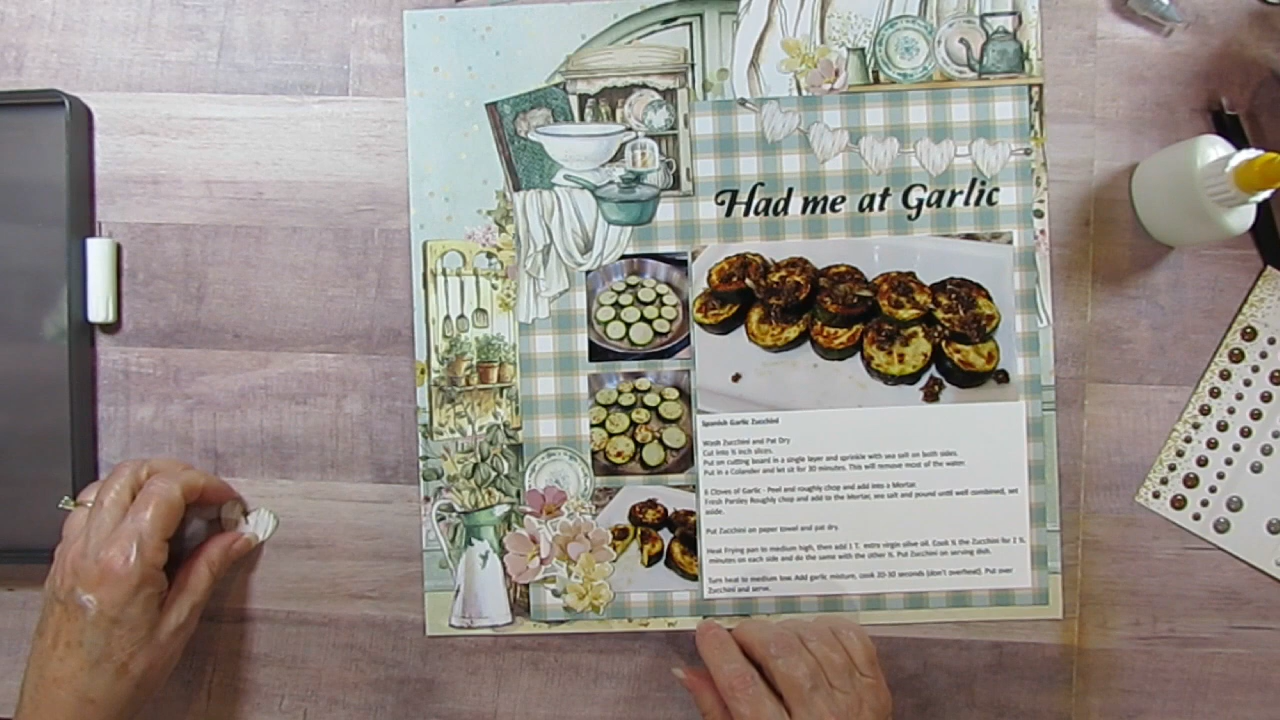 Had me at Garlic
Spanish Garlic Zucchini
Wash Zucchini and Pat Dry
Cut into ½ inch slices.
Put on cutting board in a single layer and sprinkle with sea salt on both sides.
Put in a Colander and let sit for 30 minutes. This will remove most of the water.
6 Cloves of Garlic - Peel and roughly chop and add into a Mortar.
Fresh Parsley Roughly chop and add to the Mortar, sea salt and pound until well combined, set
aside.
Put Zucchini on paper towel and pat dry.
Heat Frying pan to medium high, then add 1 T. extra virgin olive oil. Cook ½ the Zucchini for 2 ½
minutes on each side and do the same with the other ½. Put Zucchini on serving dish.
Turn heat to medium low. Add garlic mixture, cook 20-30 seconds (don't overheat). Put over
Zucchini and serve.